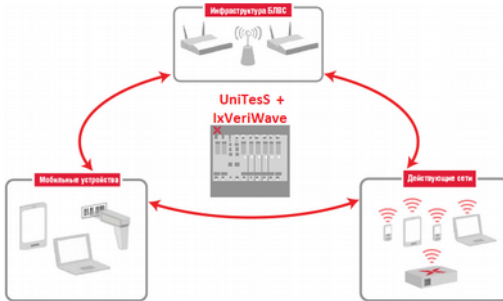 Инфраструктура БЛВС
UniTesS +
IxVeriWave
Мобильные устройства
Действующие сети